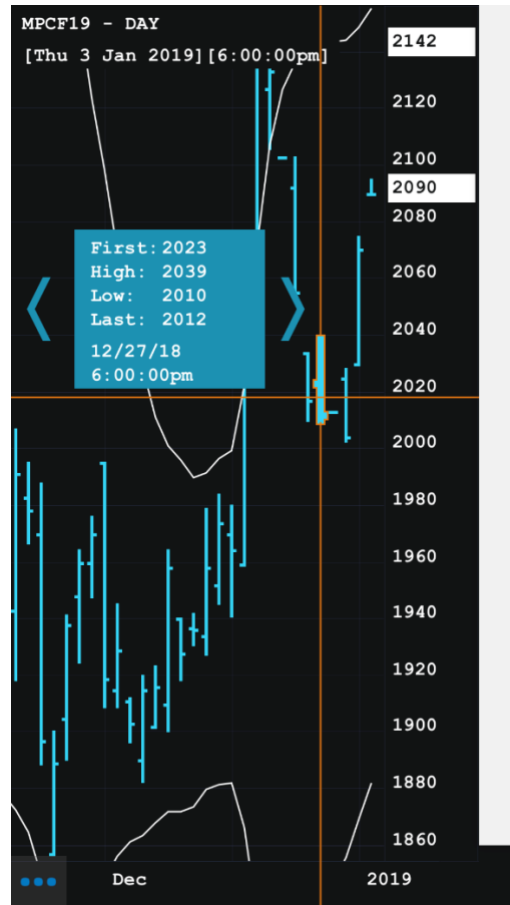 MPCF19 - DAY
[Thu 3 Jan 2019][6:00:00pm]
2142
2120
2100
2090
2080
First: 2023
High: 2039
Low: 2010
Last: 2012
12/27/18
6:00:00pm
2060
2040
2020
2000
1980
1960
1940
1920
1900
1880
1860
Dec
2019